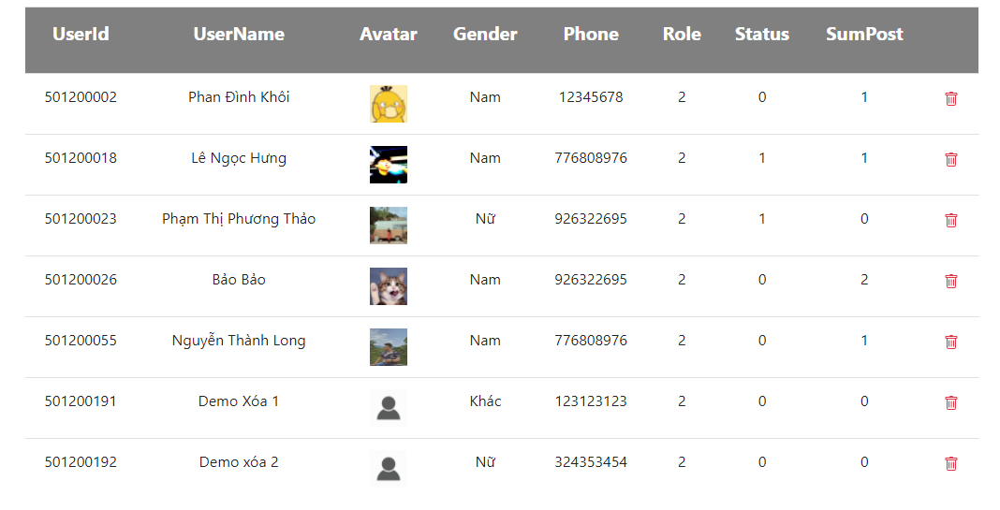 UserId UserName Avatar Gender Phone Role Status SumPost
501200002 Phan Đình Khôi Nam 12345678 2 0 1
501200018 Lê Ngọc Hưng Nam 776808976 2 1 1
501200023 Phạm Thị Phương Thảo Nữ 926322695 2 1 0
501200026 Bảo Bảo Nam 926322695 2 0 2
501200055 Nguyễn Thành Long Nam 776808976 2 0 1
501200191 Demo Xóa 1 Khác 123123123 2 0 0
501200192 Demo xóa 2 Nữ 324353454 2 0 0